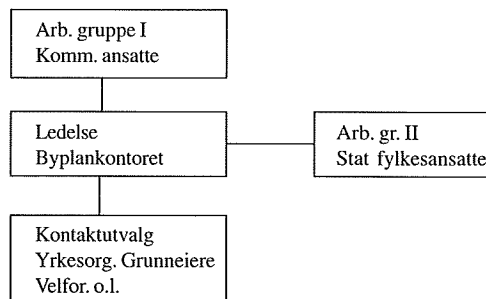 Arb. gruppe I
Komm. ansatte
Ledelse
Byplankontoret
Arb. gr. II
Stat fylkesansatte
Kontaktutvalg
Yrkesorg. Grunneiere
Velfor. o.l.